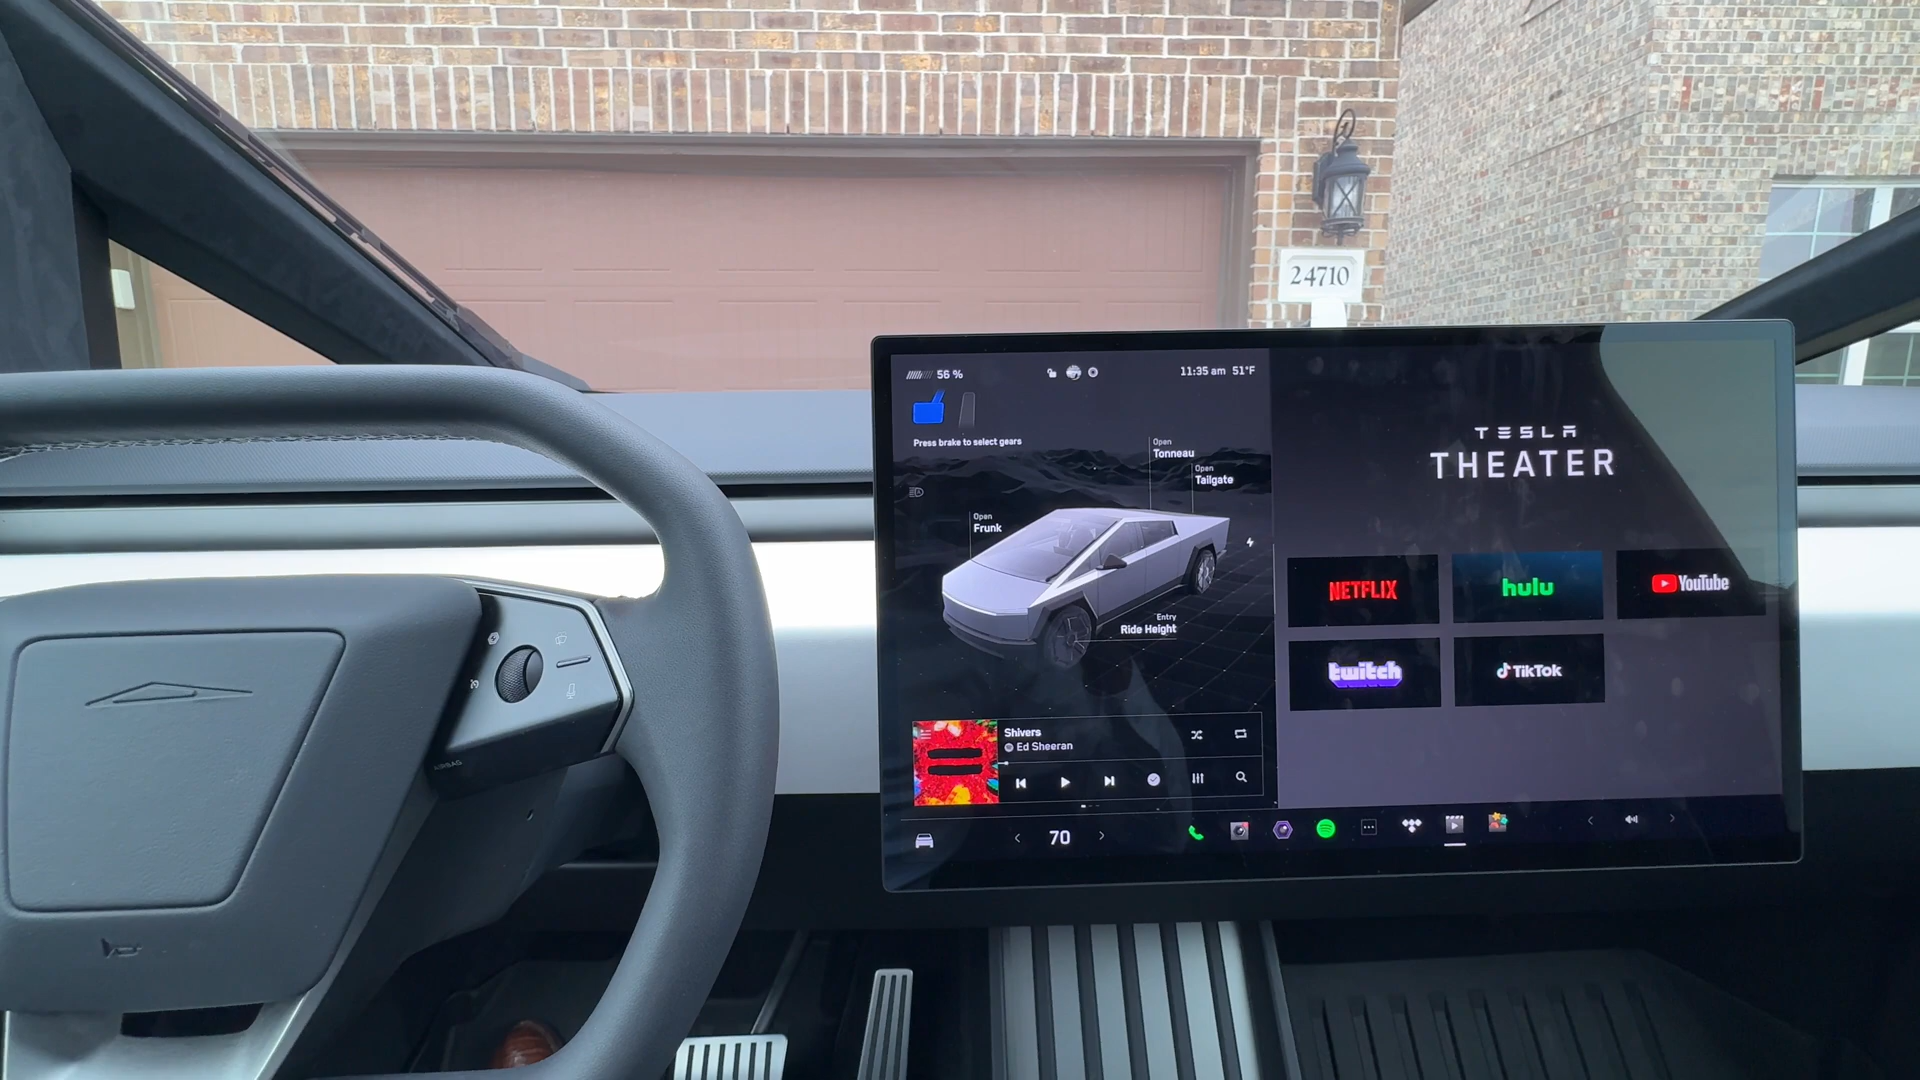 24710
56 %
11:35 am 51°F
Press brake to select gears
Open
Tonneau
Open
Tailgate
Open
Frunk
Entry
Ride Height
Shivers
Ed Sheeran
70
TESLA
THEATER
NETFLIX
hulu
YouTube
twitch
TikTok
AIRBAG